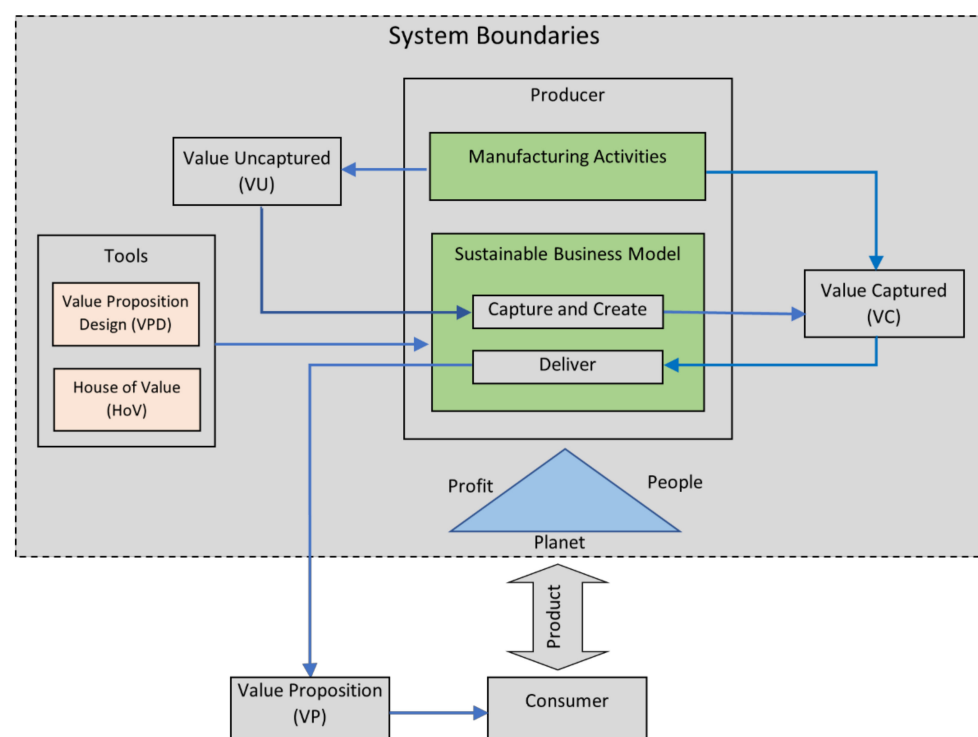 System Boundaries
Producer
Manufacturing Activities
Value Uncaptured
(VU)
Tools
Value Proposition
Design (VPD)
House of Value
(HoV)
Sustainable Business Model
Capture and Create
Deliver
Value Captured
(VC)
Profit
People
Planet
Product
Value Proposition
(VP)
Consumer